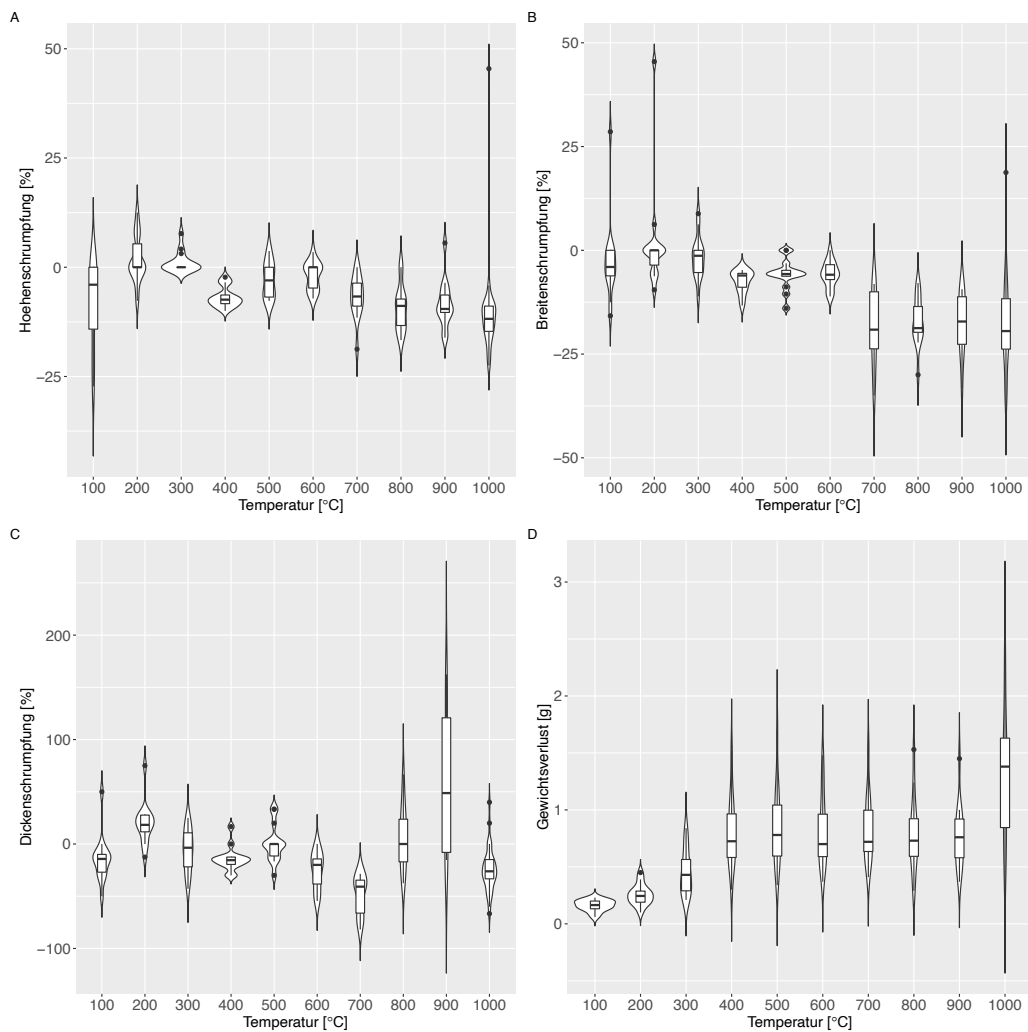 A
Hoehenschrumpfung [%]
50
25
0
−25
100 200 300 400 500 600 700 800 900 1000
Temperatur [°C]
B
Breitenschrumpfung [%]
50
25
0
−25
−50
100 200 300 400 500 600 700 800 900 1000
Temperatur [°C]
C
Dickenschrumpfung [%]
200
100
0
−100
100 200 300 400 500 600 700 800 900 1000
Temperatur [°C]
D
Gewichtsverlust [g]
3
2
1
0
100 200 300 400 500 600 700 800 900 1000
Temperatur [°C]